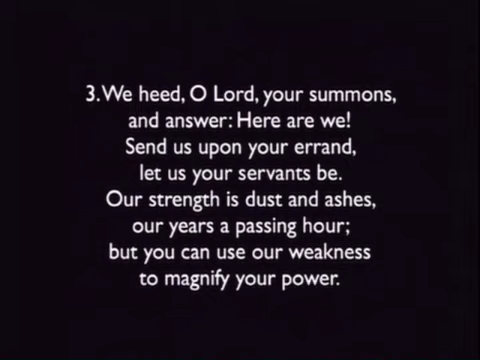 3.We heed, O Lord, your summons,
and answer: Here are we!
Send us upon your errand,
let us your servants be.
Our strength is dust and ashes,
our years a passing hour;
but you can use our weakness
to magnify your power.